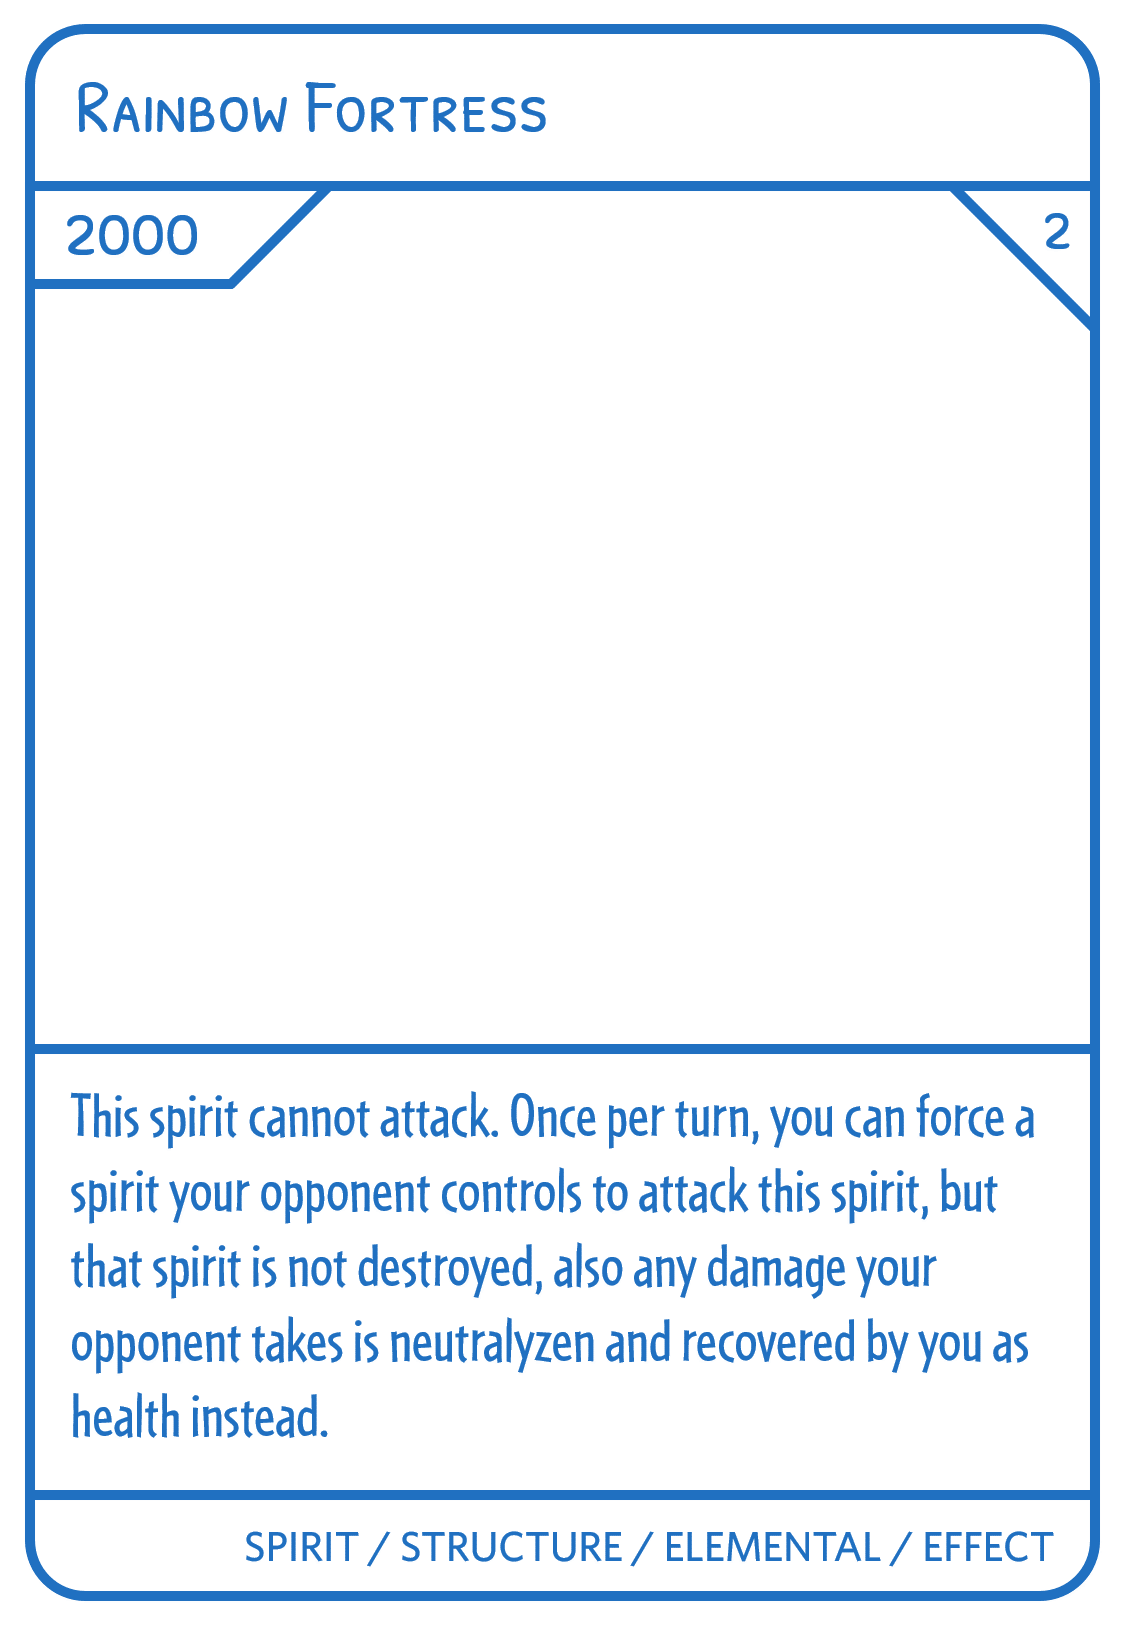 Rainbow Fortress
2000
2
This spirit cannot attack. Once per turn, you can force a
spirit your opponent controls to attack this spirit, but
that spirit is not destroyed, also any damage your
opponent takes is neutralyzen and recovered by you as
health instead.
SPIRIT / STRUCTURE / ELEMENTAL / EFFECT